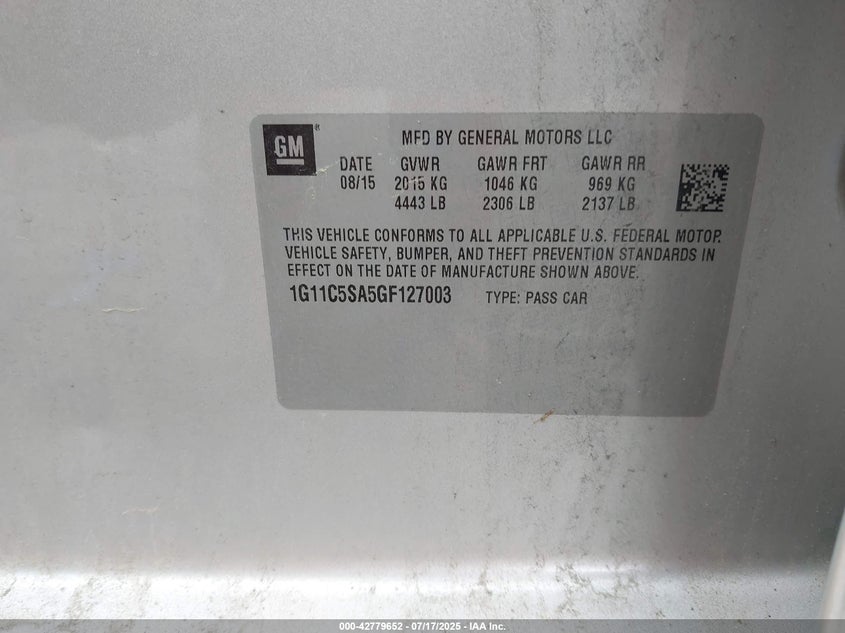 GM
MFD BY GENERAL MOTORS LLC
DATE GVWR GAWR FRT GAWR RR
08/15 2015 KG 1046 KG 969 KG
4443 LB 2306 LB 2137 LB
THIS VEHICLE CONFORMS TO ALL APPLICABLE U.S. FEDERAL MOTOR
VEHICLE SAFETY, BUMPER, AND THEFT PREVENTION STANDARDS IN
EFFECT ON THE DATE OF MANUFACTURE SHOWN ABOVE.
1G11C5SA5GF127003 TYPE: PASS CAR
000-42779652 - 07/17/2025 - IAA Inc.